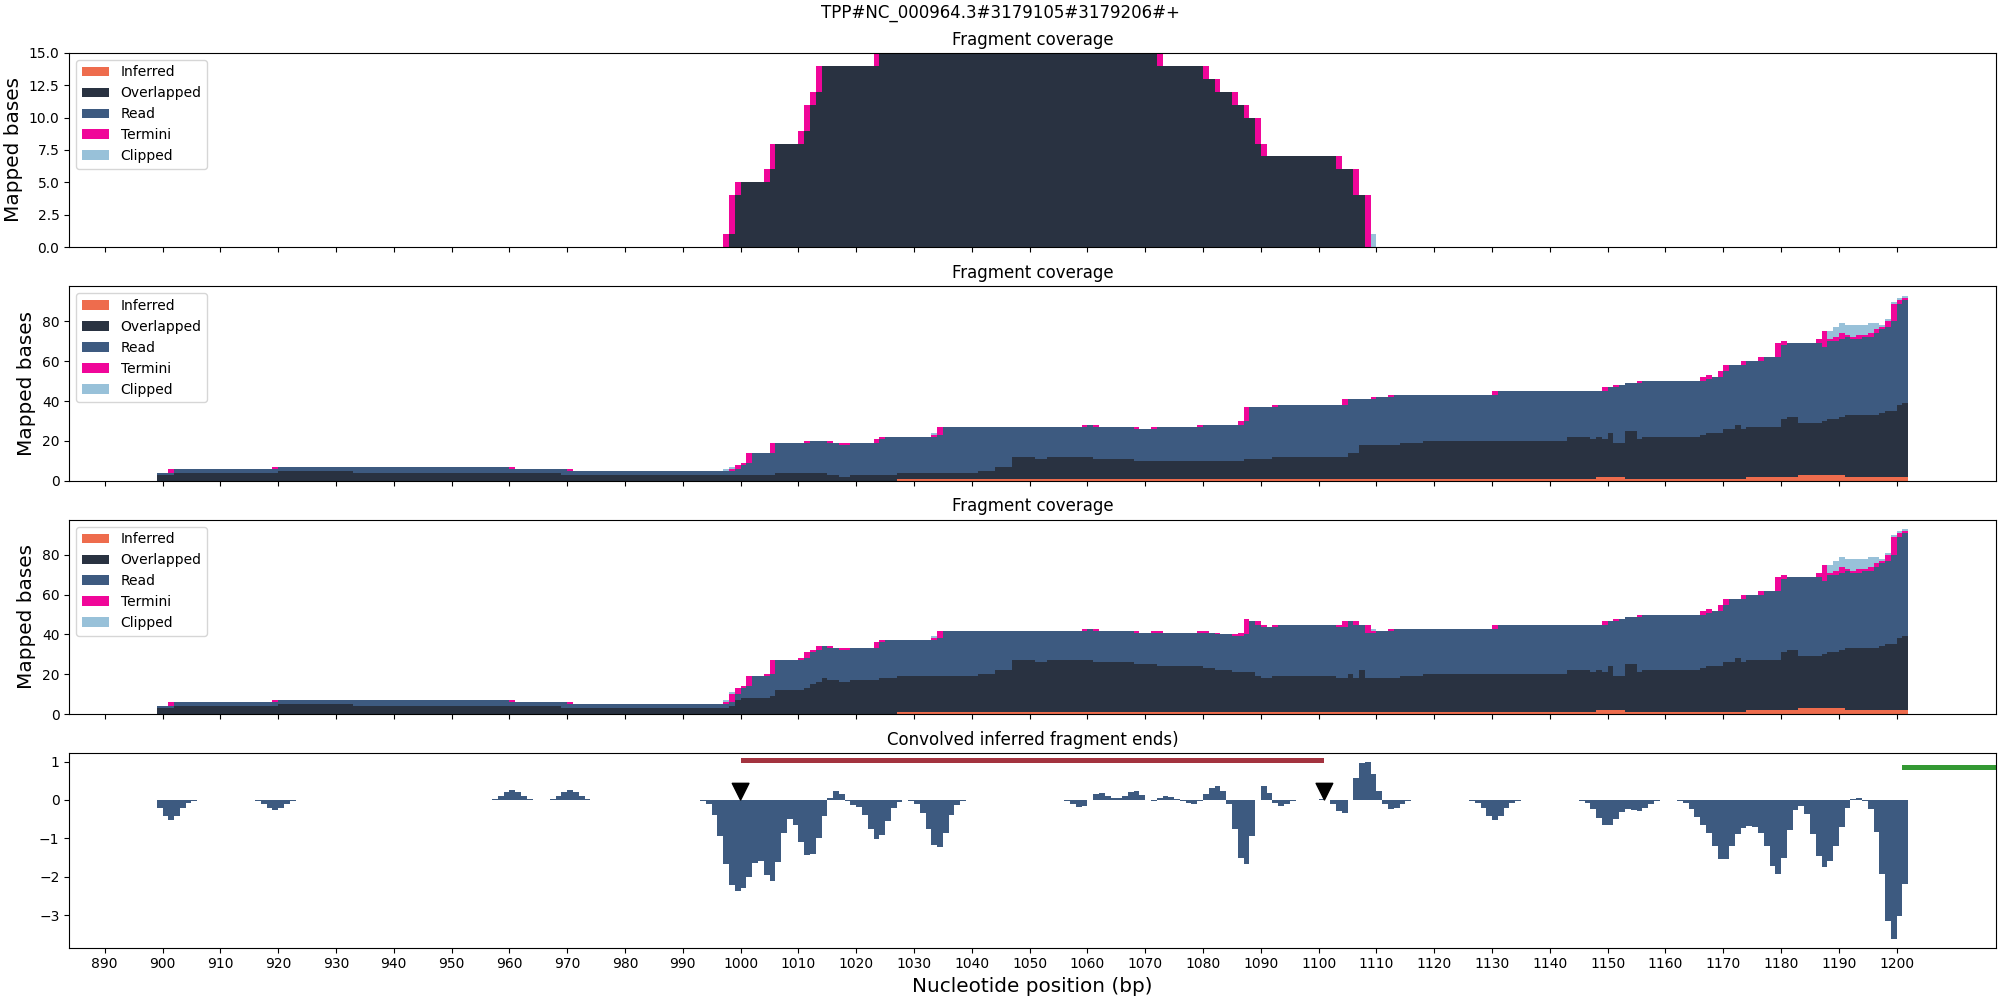 TPP#NC_000964.3#3179105#3179206#+
Fragment coverage
Mapped bases
15.0
12.5
10.0
7.5
5.0
2.5
0.0
Inferred
Overlapped
Read
Termini
Clipped
Fragment coverage
Mapped bases
80
60
40
20
0
Inferred
Overlapped
Read
Termini
Clipped
Fragment coverage
Mapped bases
80
60
40
20
0
Inferred
Overlapped
Read
Termini
Clipped
Convolved inferred fragment ends)
1
0
−1
−2
−3
890 900 910 920 930 940 950 960 970 980 990 1000 1010 1020 1030 1040 1050 1060 1070 1080 1090 1100 1110 1120 1130 1140 1150 1160 1170 1180 1190 1200
Nucleotide position (bp)